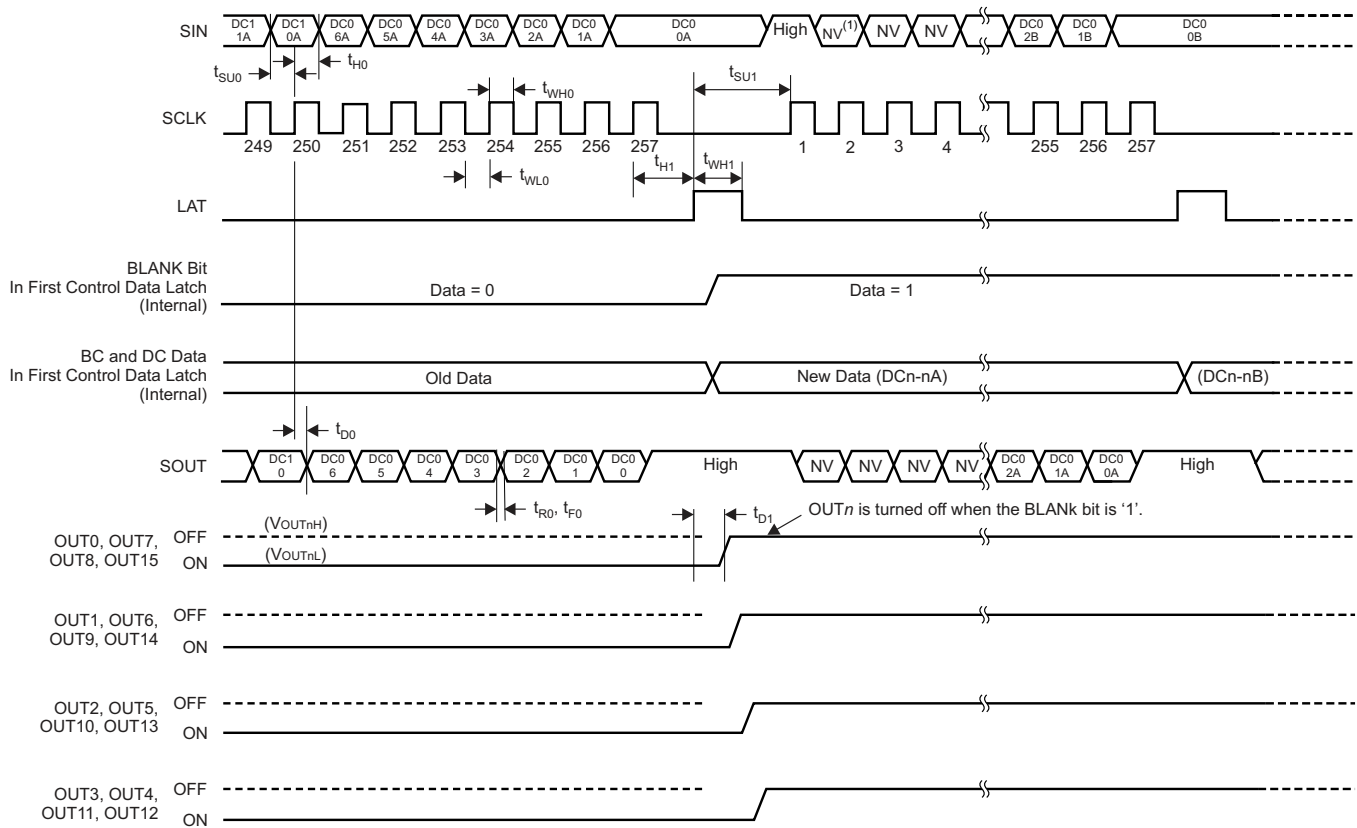 SIN
DC1 1A
DC1 0A
DC0 6A
DC0 5A
DC0 4A
DC0 3A
DC0 2A
DC0 1A
DC0 0A
High
NV(1)
NV
NV
DC0 2B
DC0 1B
DC0 0B
tSU0
tH0
tWH0
tSU1
SCLK
249 250 251 252 253 254 255 256 257 1 2 3 4 255 256 257
tWL0
tH1
tWH1
LAT
BLANK Bit
In First Control Data Latch
(Internal)
Data = 0
Data = 1
BC and DC Data
In First Control Data Latch
(Internal)
Old Data
New Data (DCn-nA)
(DCn-nB)
tD0
SOUT
DC1 0
DC0 6
DC0 5
DC0 4
DC0 3
DC0 2
DC0 1
DC0 0
High
NV
NV
NV
NV
DC0 2A
DC0 1A
DC0 0A
High
tR0, tF0
tD1
OUTn is turned off when the BLANk bit is ‘1’.
OUT0, OUT7,
OUT8, OUT15
OFF
(VOUTnH)
ON
(VOUTnL)
OUT1, OUT6,
OUT9, OUT14
OFF
ON
OUT2, OUT5,
OUT10, OUT13
OFF
ON
OUT3, OUT4,
OUT11, OUT12
OFF
ON